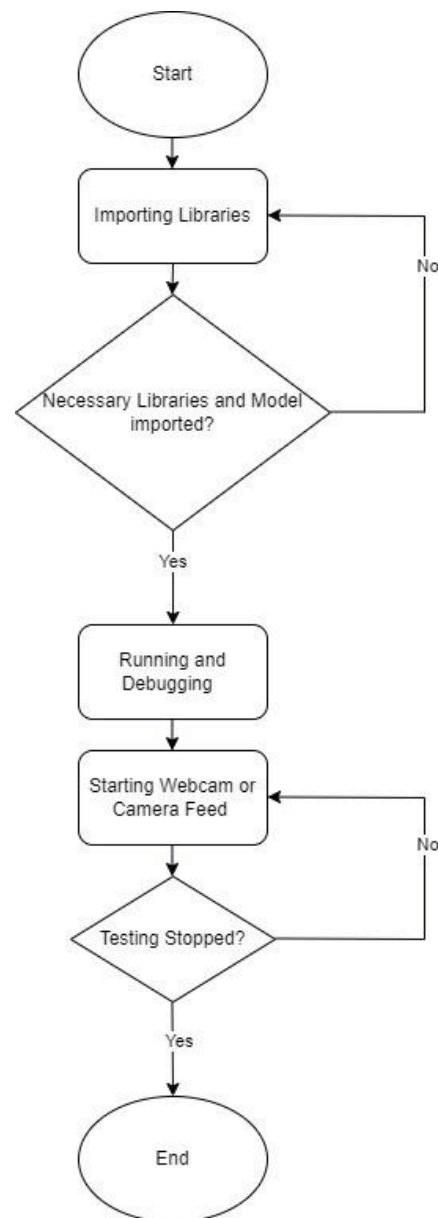 Start
Importing Libraries
No
Necessary Libraries and Model
imported?
Yes
Running and
Debugging
Starting Webcam or
Camera Feed
No
Testing Stopped?
Yes
End